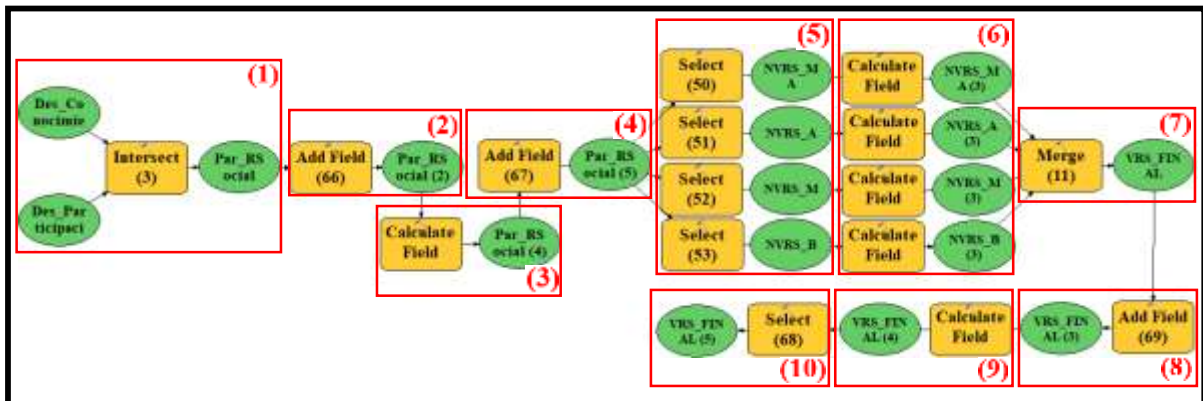 (1)
Des_Co
nocimie
Des_Par
ticipaci
Intersect
(3)
Par_RS
ocial
(2)
Add Field
(66)
Par_RS
ocial (2)
(3)
Calculate
Field
Par_RS
ocial (4)
(4)
Add Field
(67)
Par_RS
ocial (5)
(5)
Select
(50)
NVRS_M
A
Select
(51)
NVRS_A
Select
(52)
NVRS_M
Select
(53)
NVRS_B
(6)
Calculate
Field
NVRS_M
A (3)
Calculate
Field
NVRS_A
(3)
Calculate
Field
NVRS_M
(3)
Calculate
Field
NVRS_B
(3)
(7)
Merge
(11)
VRS_FIN
AL
Add Field
(69)
VRS_FIN
AL (3)
(8)
Calculate
Field
VRS_FIN
AL (4)
(9)
Select
(68)
VRS_FIN
AL (5)
(10)